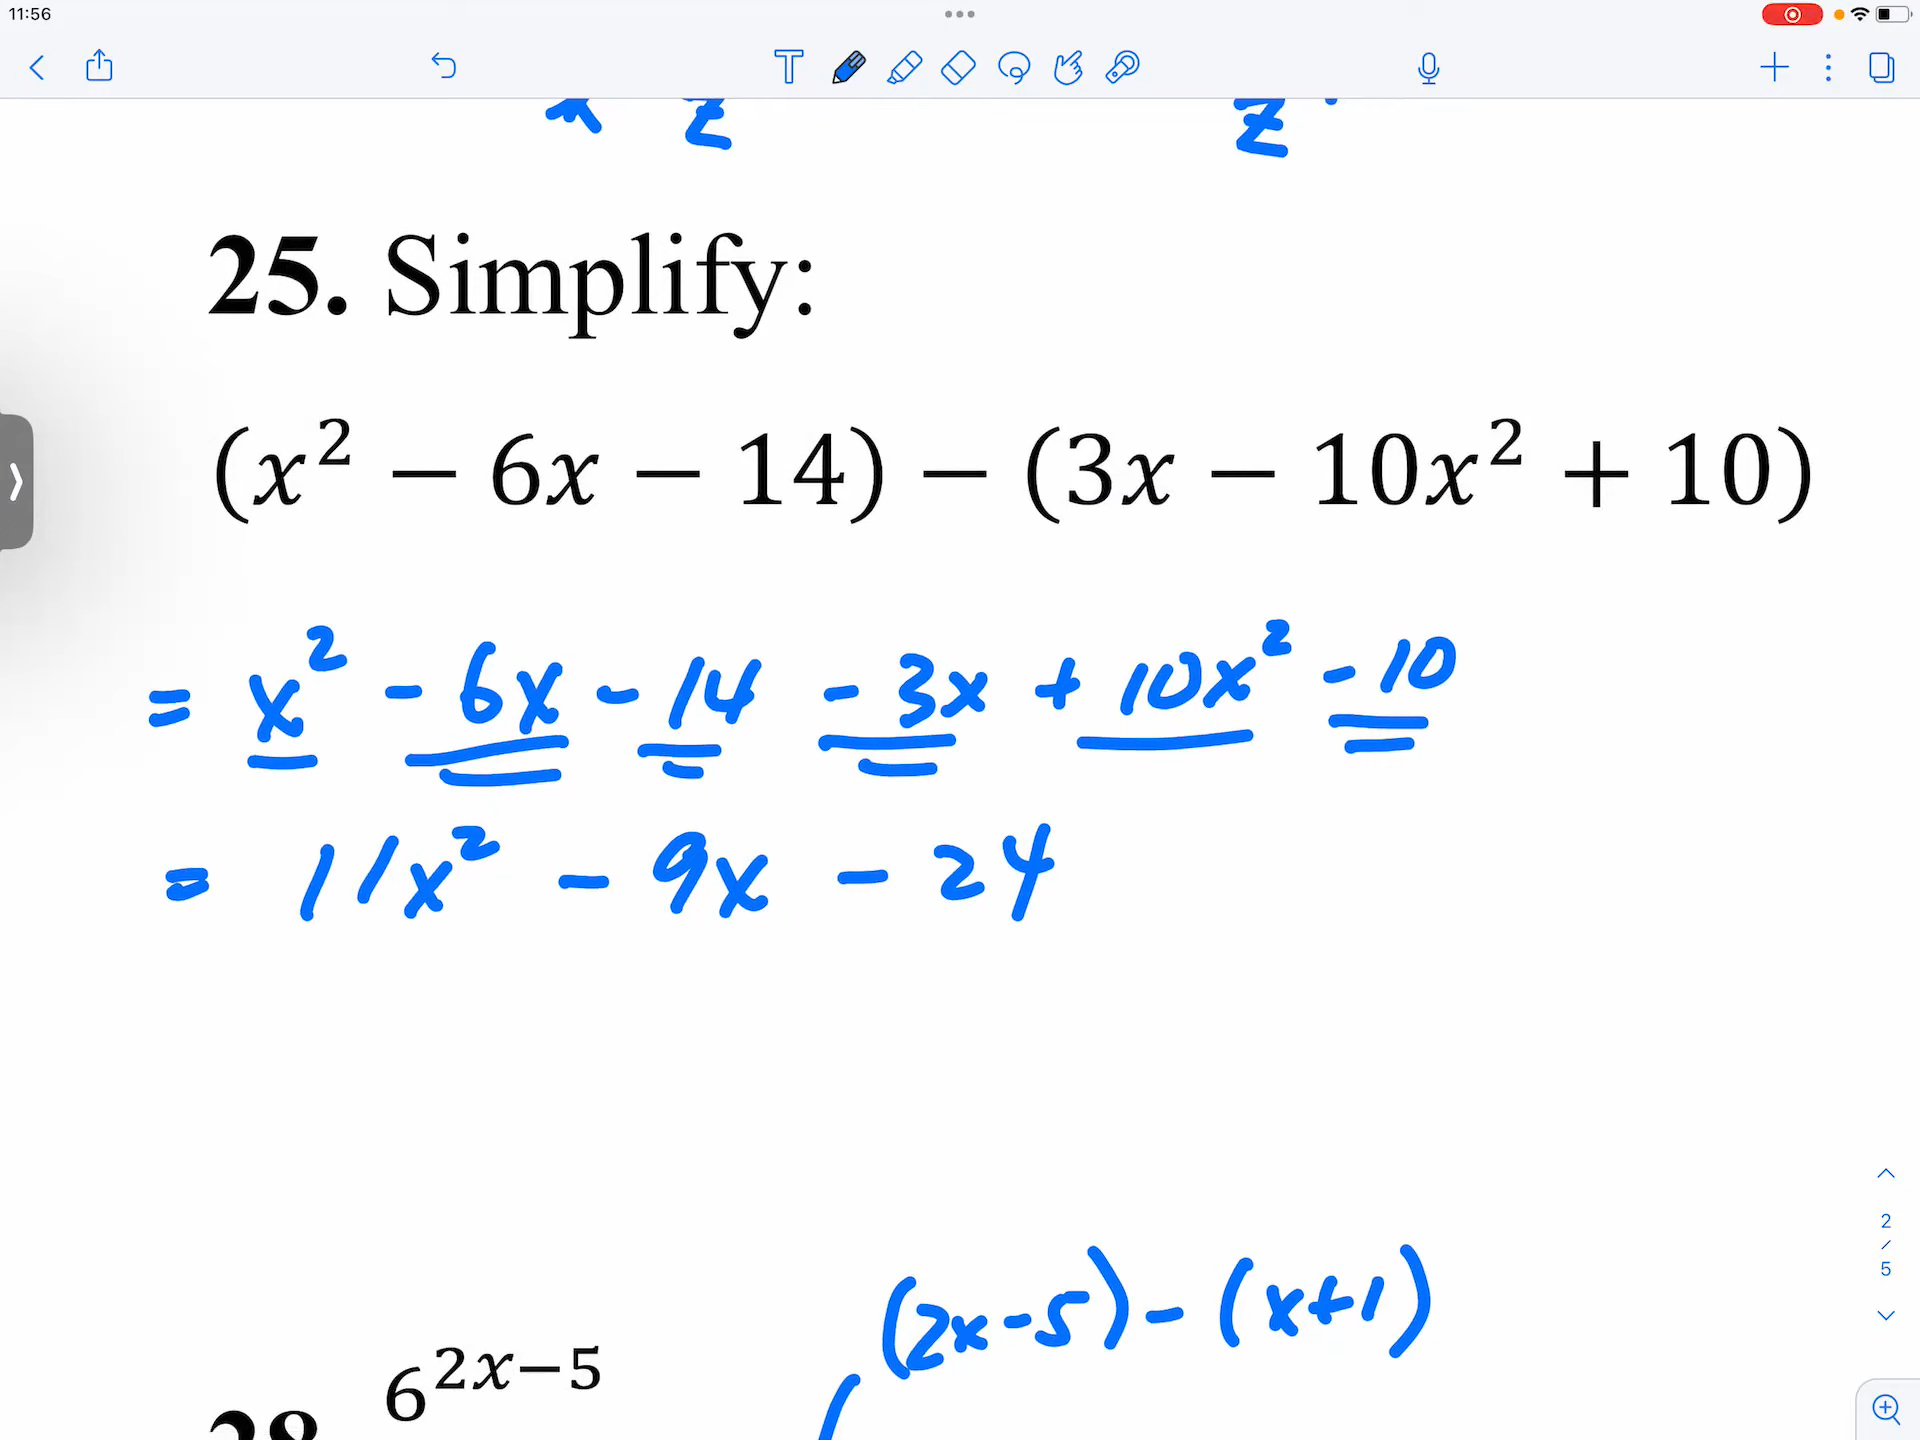 11:56
x z z
25. Simplify:
(x² − 6x − 14) − (3x − 10x² + 10)
= x² - 6x - 14 - 3x + 10x² - 10
= 11x² - 9x - 24
2
/
5
(2x-5) - (x+1)
6^{2x−5}
28.